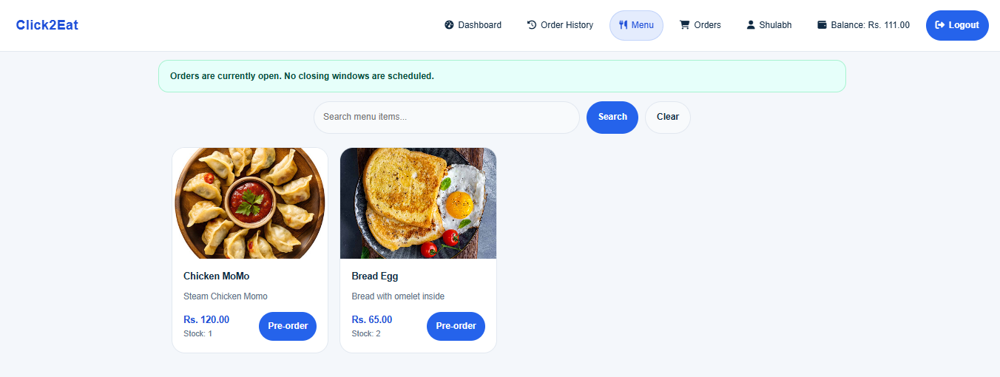 Click2Eat
Dashboard
Order History
Menu
Orders
Shulabh
Balance: Rs. 111.00
Logout
Orders are currently open. No closing windows are scheduled.
Search menu items...
Search
Clear
Chicken MoMo
Steam Chicken Momo
Rs. 120.00
Stock: 1
Pre-order
Bread Egg
Bread with omelet inside
Rs. 65.00
Stock: 2
Pre-order